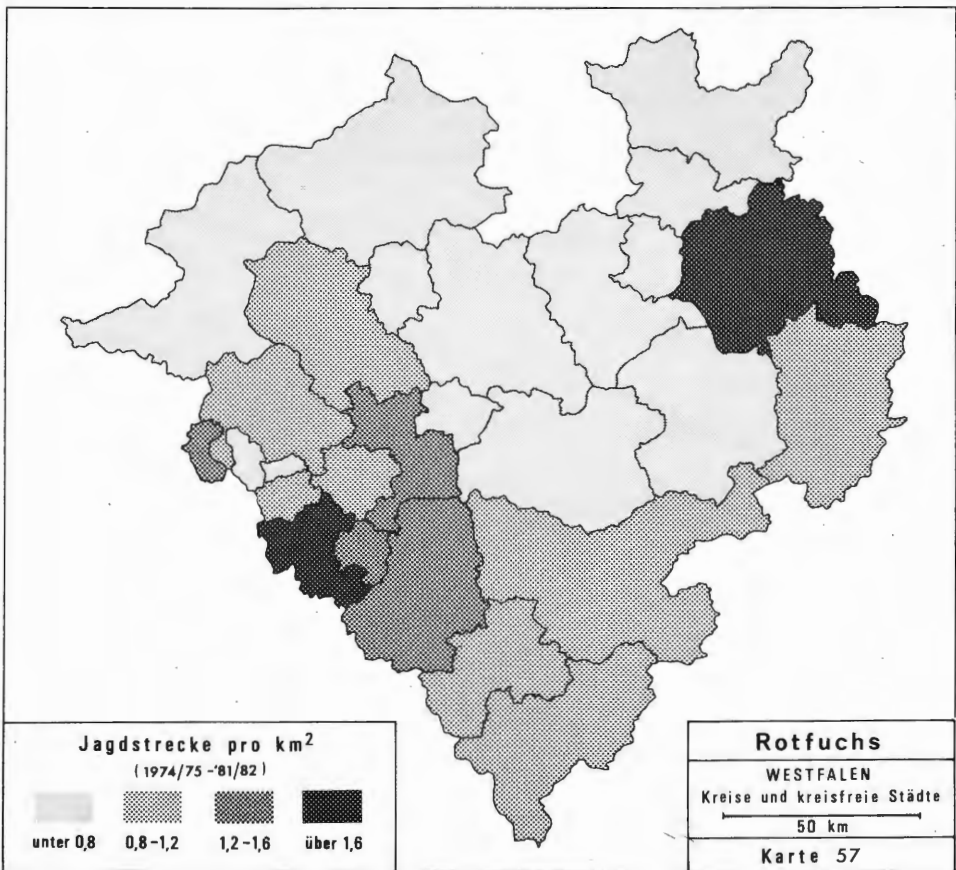 Jagdstrecke pro km²
( 1974/75 -'81/82 )
unter 0,8 0,8-1,2 1,2-1,6 über 1,6
Rotfuchs
WESTFALEN
Kreise und kreisfreie Städte
50 km
Karte 57